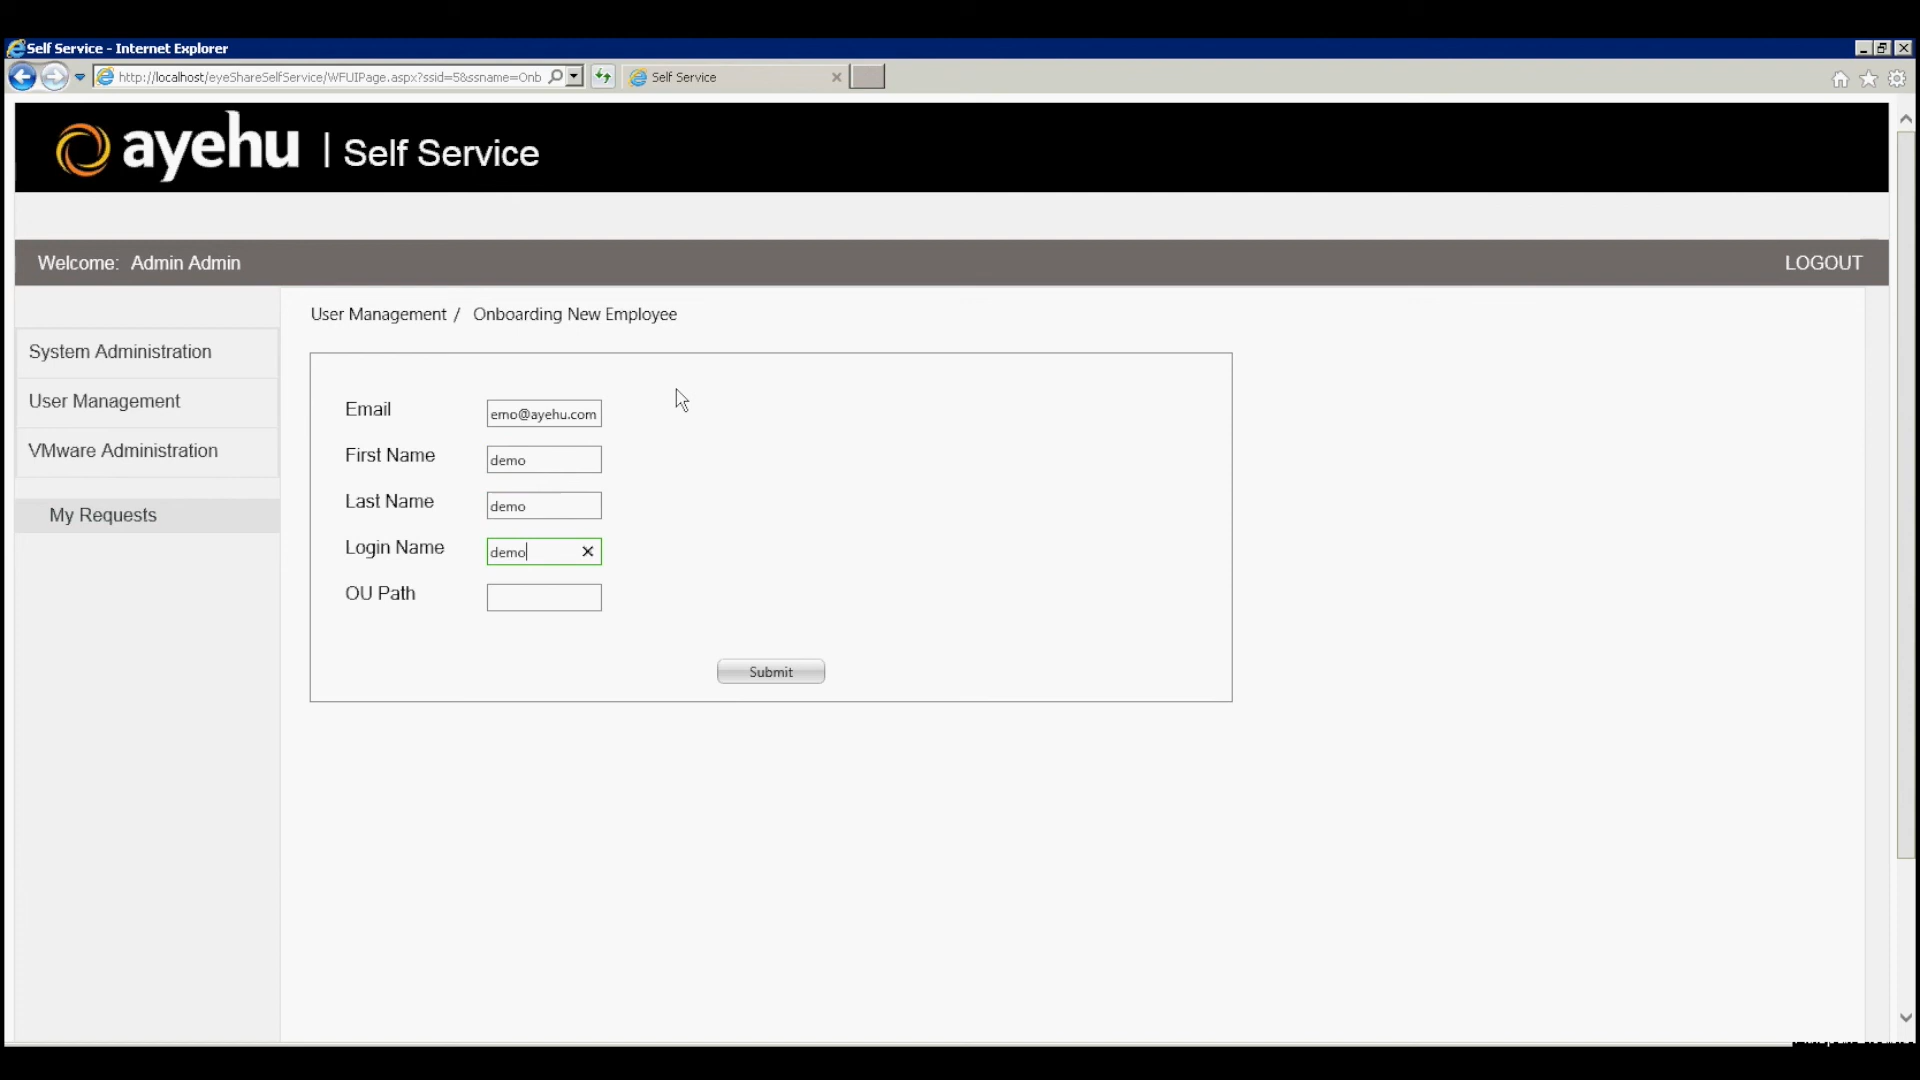 Self Service - Internet Explorer
http://localhost/eyeShareSelfService/WFUIPage.aspx?ssid=5&ssname=Onb
Self Service
ayehu | Self Service
Welcome: Admin Admin
LOGOUT
User Management / Onboarding New Employee
System Administration
User Management
VMware Administration
My Requests
Email
emo@ayehu.com
First Name
demo
Last Name
demo
Login Name
demo
OU Path
Submit